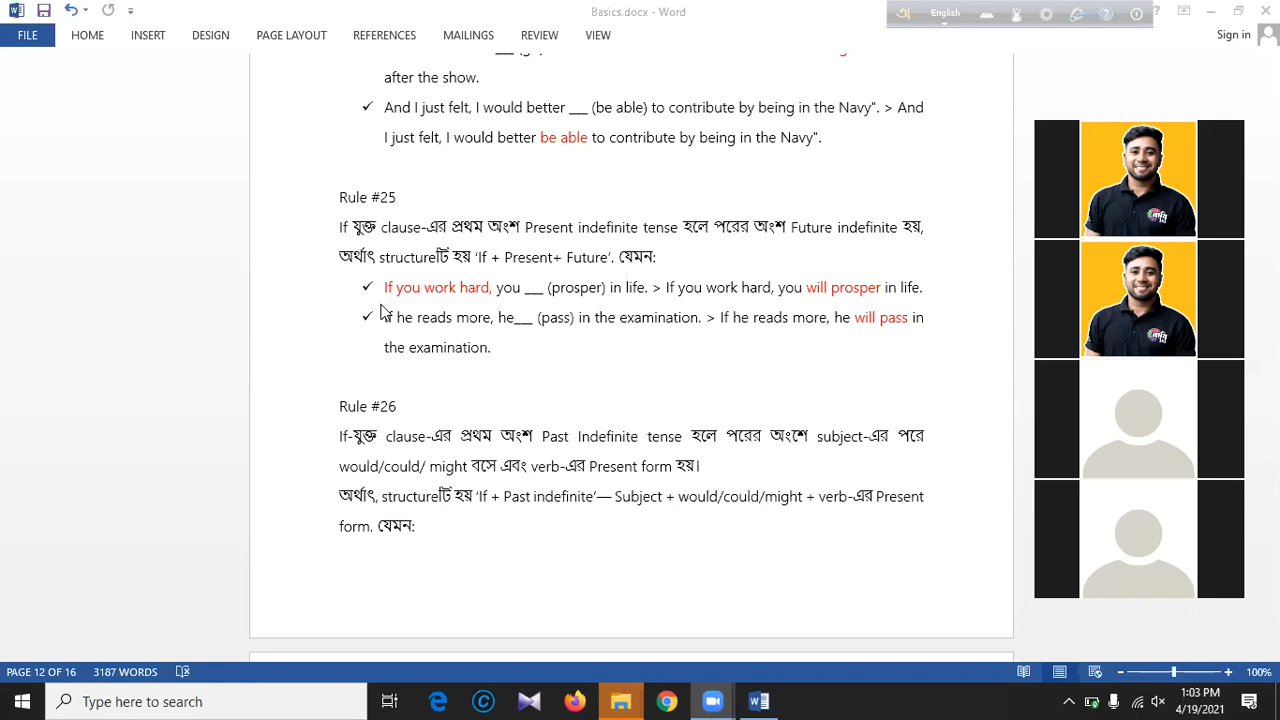 Basics.docx - Word
English
FILE HOME INSERT DESIGN PAGE LAYOUT REFERENCES MAILINGS REVIEW VIEW Sign in
after the show.
✓ And I just felt, I would better ___ (be able) to contribute by being in the Navy". > And
I just felt, I would better be able to contribute by being in the Navy".
Rule #25
If যুক্ত clause-এর প্রথম অংশ Present indefinite tense হলে পরের অংশ Future indefinite হয়,
অর্থাৎ structureটি হয় ‘If + Present+ Future’. যেমন:
✓ If you work hard, you ___ (prosper) in life. > If you work hard, you will prosper in life.
✓ If he reads more, he___ (pass) in the examination. > If he reads more, he will pass in
the examination.
Rule #26
If-যুক্ত clause-এর প্রথম অংশ Past Indefinite tense হলে পরের অংশে subject-এর পরে
would/could/ might বসে এবং verb-এর Present form হয়।
অর্থাৎ, structureটি হয় ‘If + Past indefinite’— Subject + would/could/might + verb-এর Present
form. যেমন:
PAGE 12 OF 16 3187 WORDS 100%
Type here to search
1:03 PM
4/19/2021